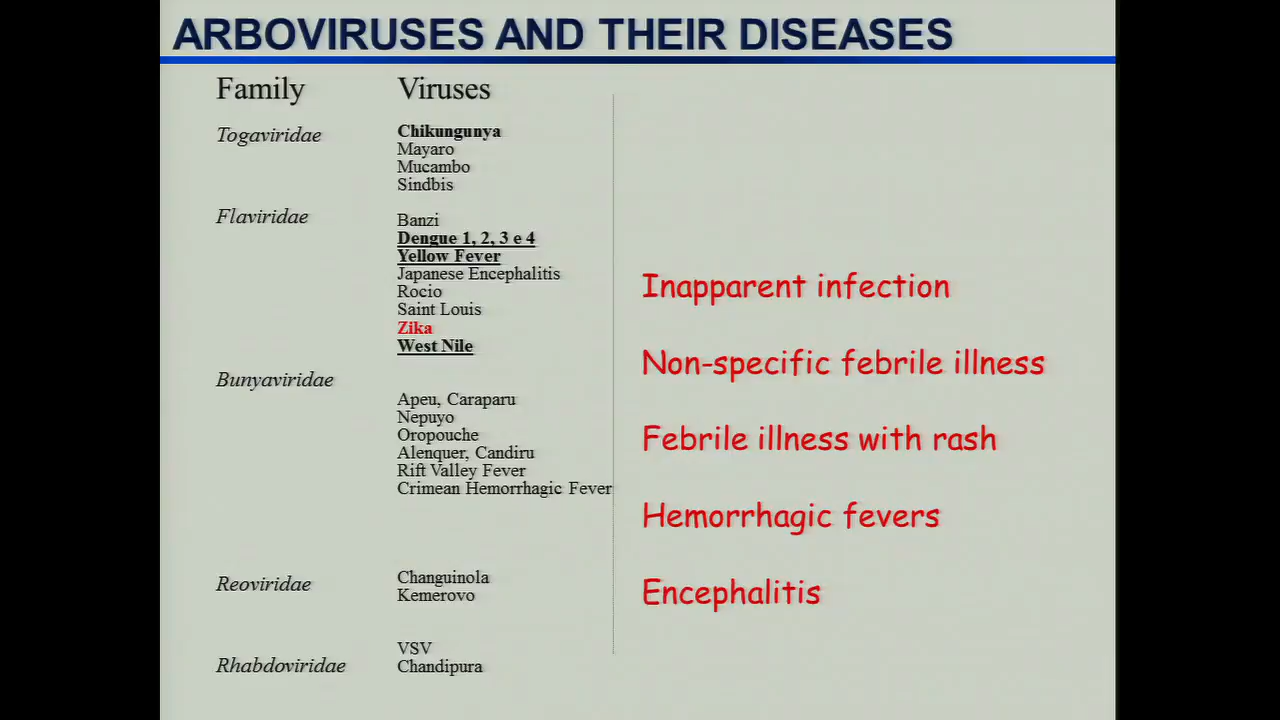 ARBOVIRUSES AND THEIR DISEASES
Family Viruses
Togaviridae
Chikungunya
Mayaro
Mucambo
Sindbis
Flaviridae
Banzi
Dengue 1, 2, 3 e 4
Yellow Fever
Japanese Encephalitis
Rocio
Saint Louis
Zika
West Nile
Bunyaviridae
Apeu, Caraparu
Nepuyo
Oropouche
Alenquer, Candiru
Rift Valley Fever
Crimean Hemorrhagic Fever
Reoviridae
Changuinola
Kemerovo
Rhabdoviridae
VSV
Chandipura
Inapparent infection
Non-specific febrile illness
Febrile illness with rash
Hemorrhagic fevers
Encephalitis